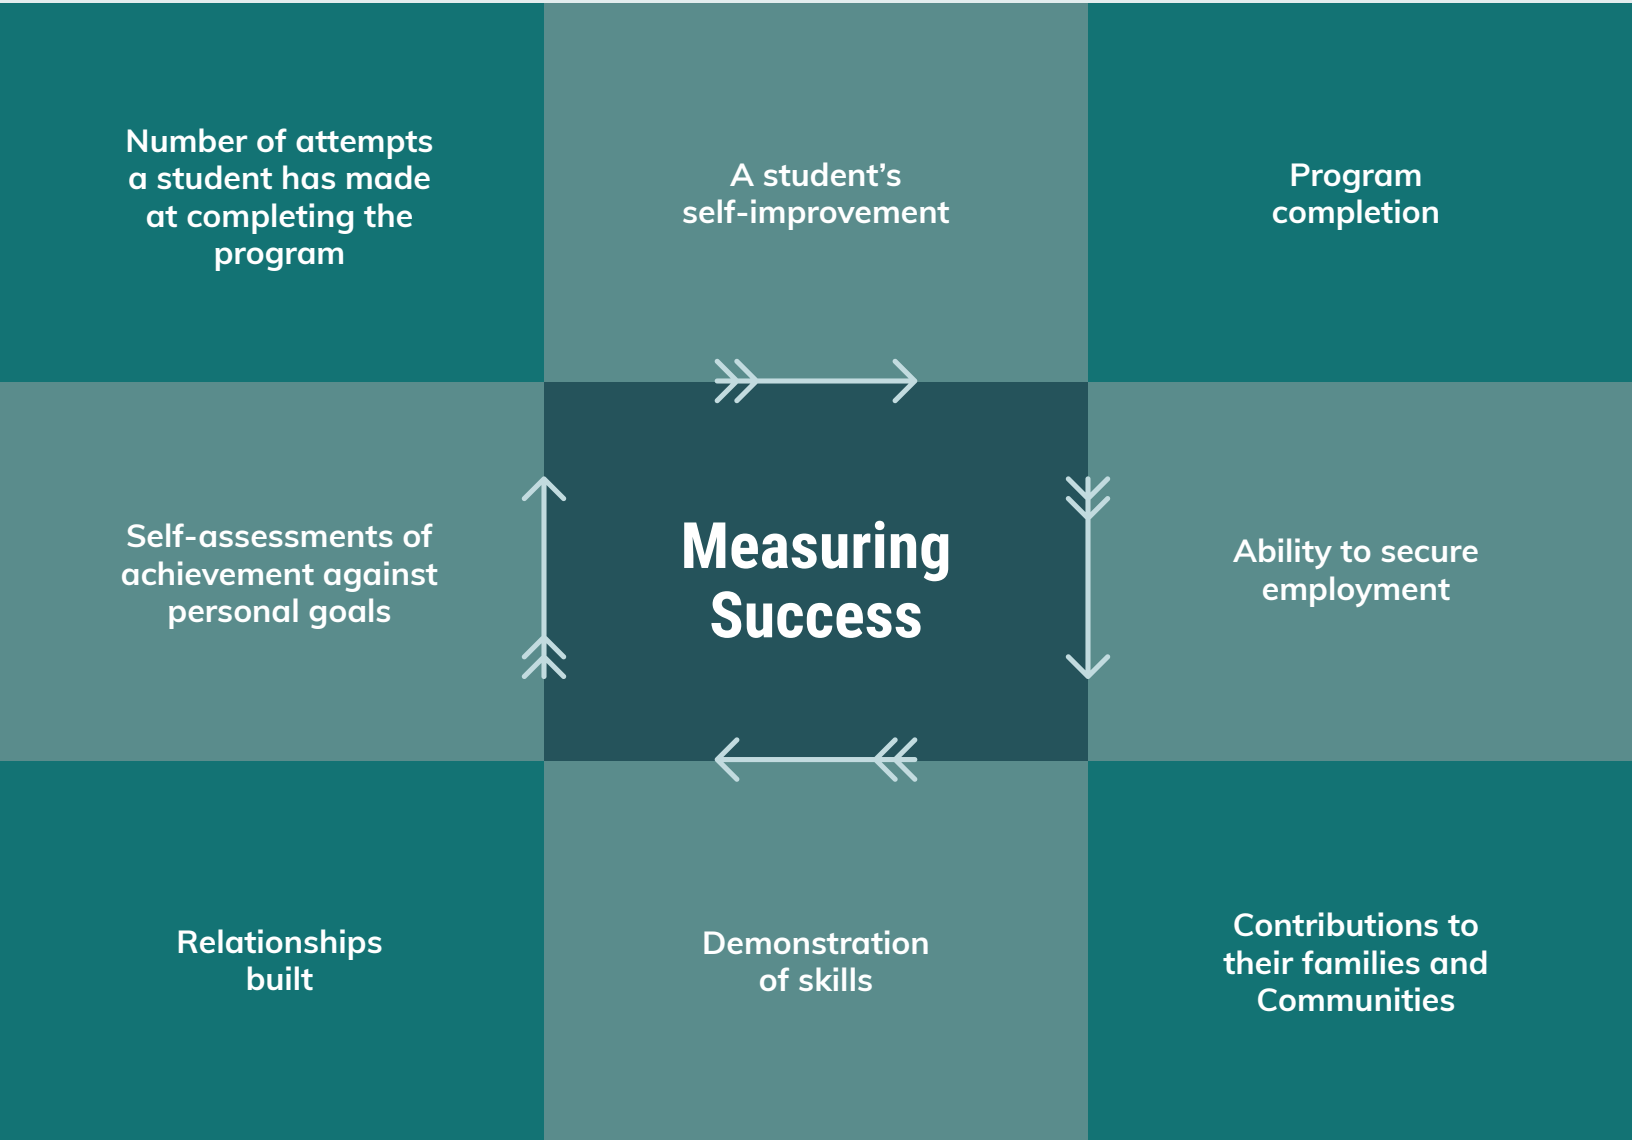 Number of attempts
a student has made
at completing the
program
A student’s
self-improvement
Program
completion
Self-assessments of
achievement against
personal goals
Measuring
Success
Ability to secure
employment
Relationships
built
Demonstration
of skills
Contributions to
their families and
Communities